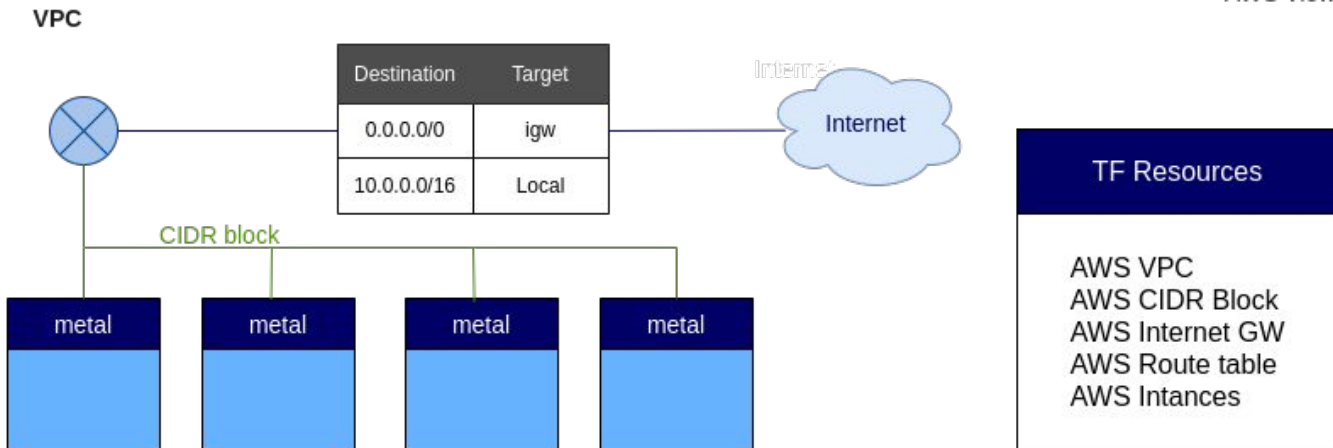 VPC
Destination Target
0.0.0.0/0 igw
10.0.0.0/16 Local
Internet
Internet
CIDR block
metal metal metal metal
TF Resources
AWS VPC
AWS CIDR Block
AWS Internet GW
AWS Route table
AWS Intances